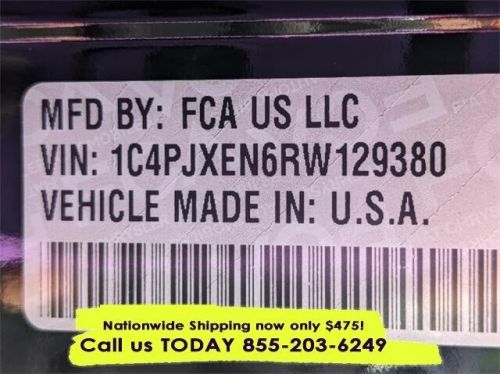 MFD BY: FCA US LLC
VIN: 1C4PJXEN6RW129380
VEHICLE MADE IN: U.S.A.
Nationwide Shipping now only $475!
Call us TODAY 855-203-6249